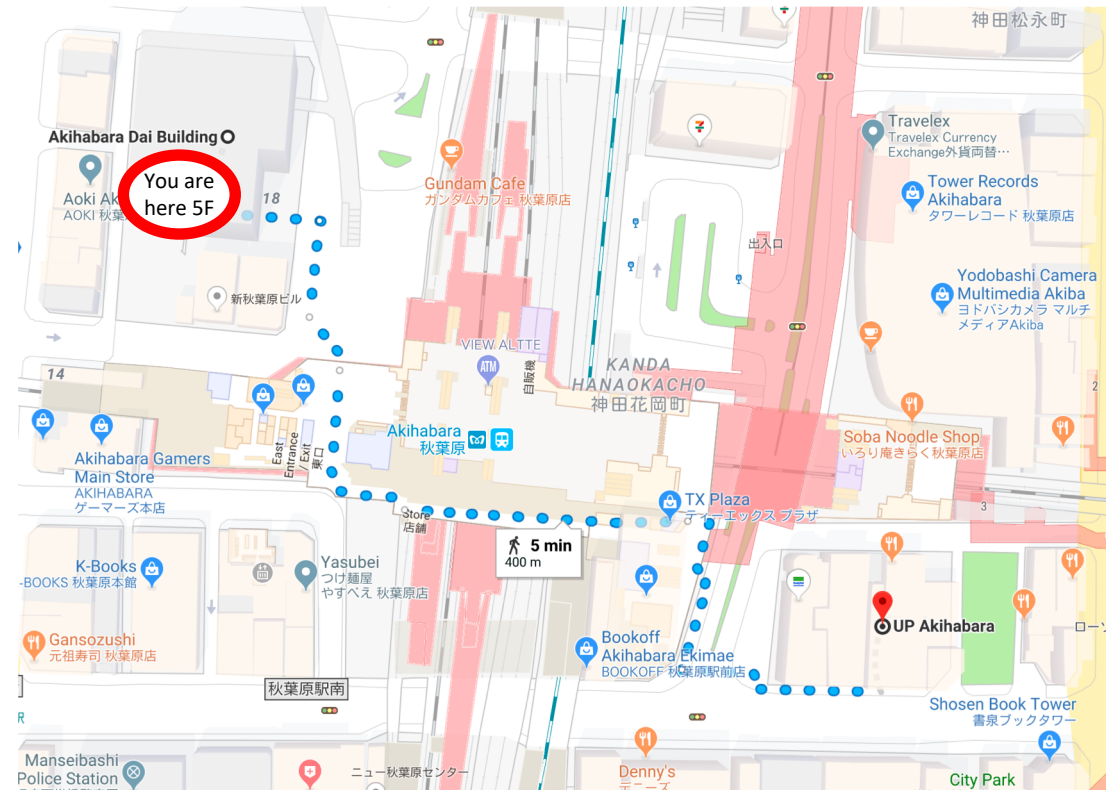 神田松永町
Akihabara Dai Building
You are
here 5F
18
Aoki Ak
AOKI 秋葉
Gundam Cafe
ガンダムカフェ 秋葉原店
Travelex
Travelex Currency
Exchange外貨両替…
Tower Records
Akihabara
タワーレコード 秋葉原店
出入口
Yodobashi Camera
Multimedia Akiba
ヨドバシカメラ マルチ
メディアAkiba
新秋葉原ビル
VIEW ALTTE
ATM
自販機
KANDA
HANAOKACHO
神田花岡町
14
2
Akihabara
秋葉原
East
Entrance
/ Exit
東口
Akihabara Gamers
Main Store
AKIHABARA
ゲーマーズ本店
Soba Noodle Shop
いろり庵きらく秋葉原店
TX Plaza
ティーエックス プラザ
3
Store
店舗
5 min
400 m
K-Books
-BOOKS 秋葉原本館
Yasubei
つけ麺屋
やすべえ 秋葉原店
UP Akihabara
ローソ
Gansozushi
元祖寿司 秋葉原店
Bookoff
Akihabara Ekimae
BOOKOFF 秋葉原駅前店
秋葉原駅南
R
Shosen Book Tower
書泉ブックタワー
Manseibashi
Police Station
ニュー秋葉原センター
Denny's
デニーズ
City Park